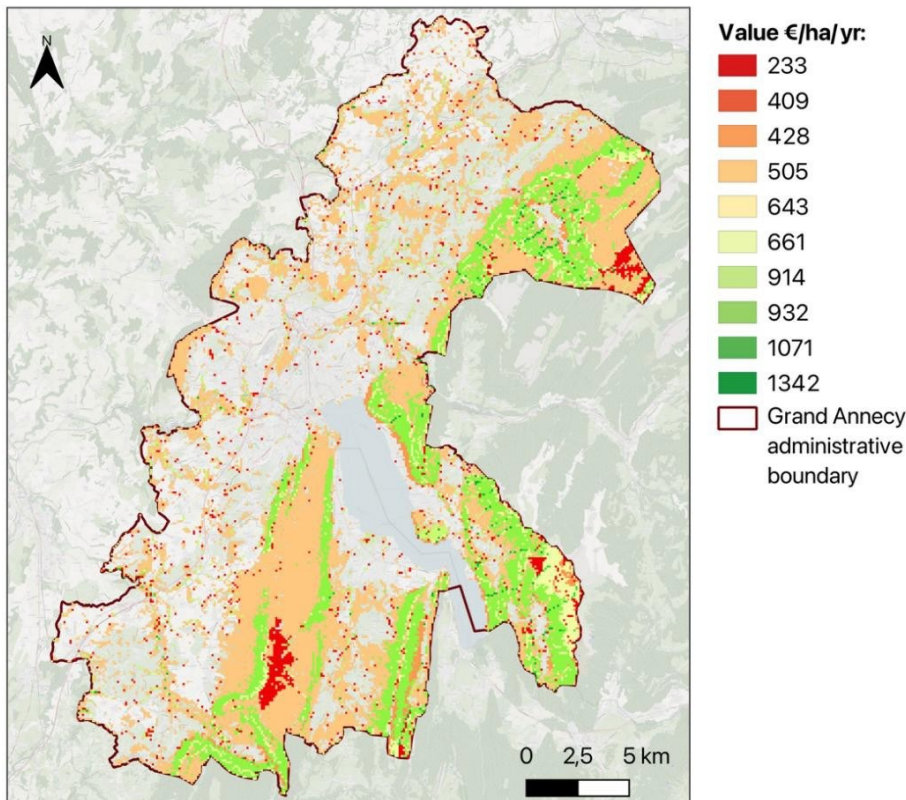 N
0 2,5 5 km
Value €/ha/yr:
233
409
428
505
643
661
914
932
1071
1342
Grand Annecy
administrative
boundary